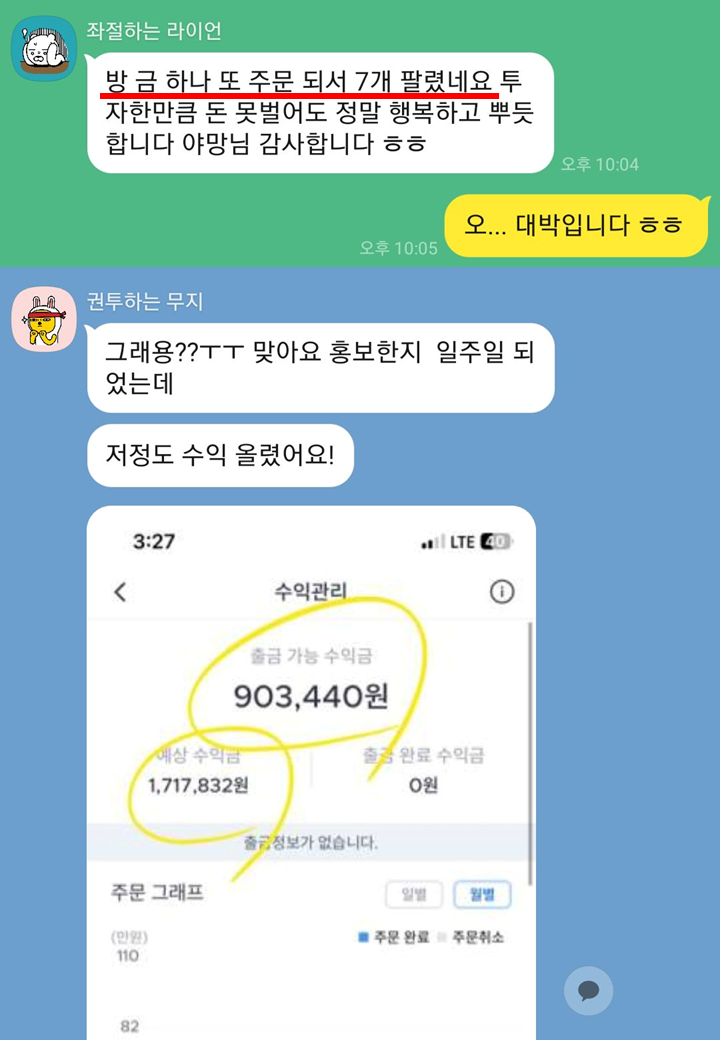 좌절하는 라이언
방 금 하나 또 주문 되서 7개 팔렸네요 투
자한만큼 돈 못벌어도 정말 행복하고 뿌듯
합니다 야망님 감사합니다 ㅎㅎ
오후 10:04
오... 대박입니다 ㅎㅎ
오후 10:05
권투하는 무지
그래용??ㅜㅜ 맞아요 홍보한지  일주일 되
었는데
저정도 수익 올렸어요!
3:27
LTE 40
수익관리
출금 가능 수익금
903,440원
예상 수익금
출금 완료 수익금
1,717,832원
0원
출금정보가 없습니다.
주문 그래프
일별
월별
(만원)
주문 완료
주문취소
110
82